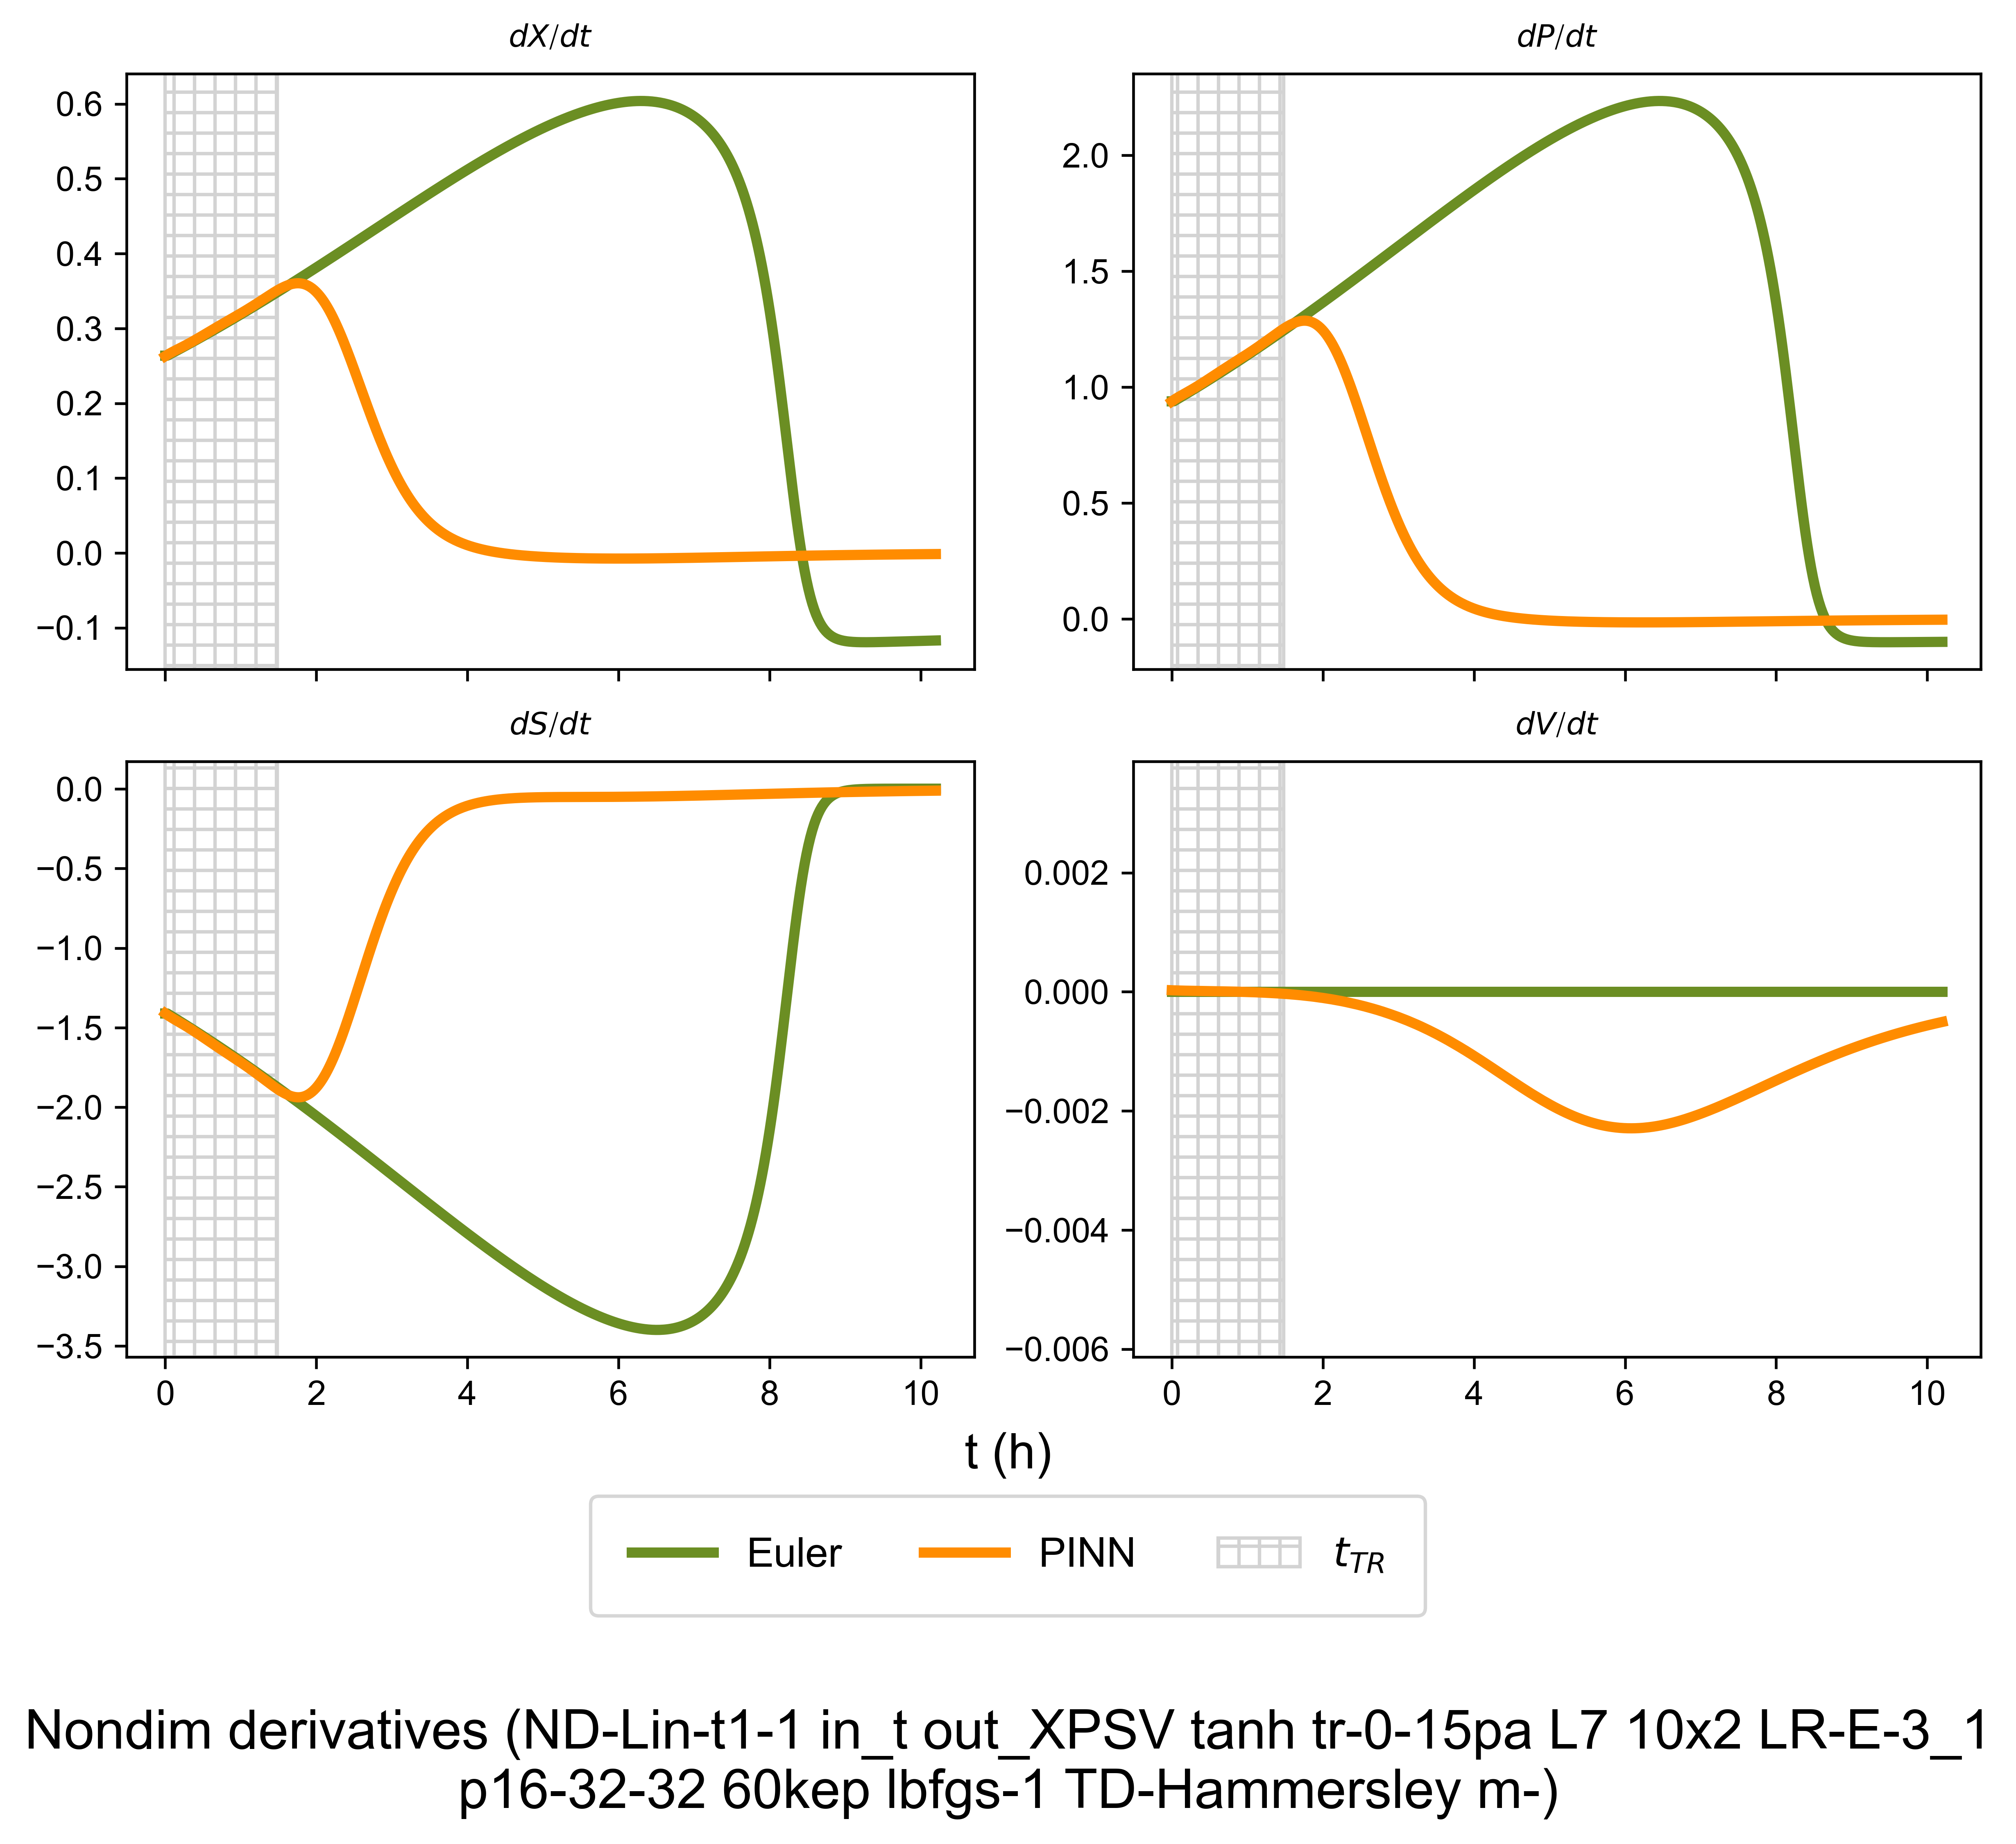 dX/dt
dP/dt
0.6
0.5
0.4
0.3
0.2
0.1
0.0
−0.1
2.0
1.5
1.0
0.5
0.0
dS/dt
dV/dt
0.0
−0.5
−1.0
−1.5
−2.0
−2.5
−3.0
−3.5
0.002
0.000
−0.002
−0.004
−0.006
0 2 4 6 8 10
0 2 4 6 8 10
t (h)
Euler PINN t_{TR}
Nondim derivatives (ND-Lin-t1-1 in_t out_XPSV tanh tr-0-15pa L7 10x2 LR-E-3_1
p16-32-32 60kep lbfgs-1 TD-Hammersley m-)